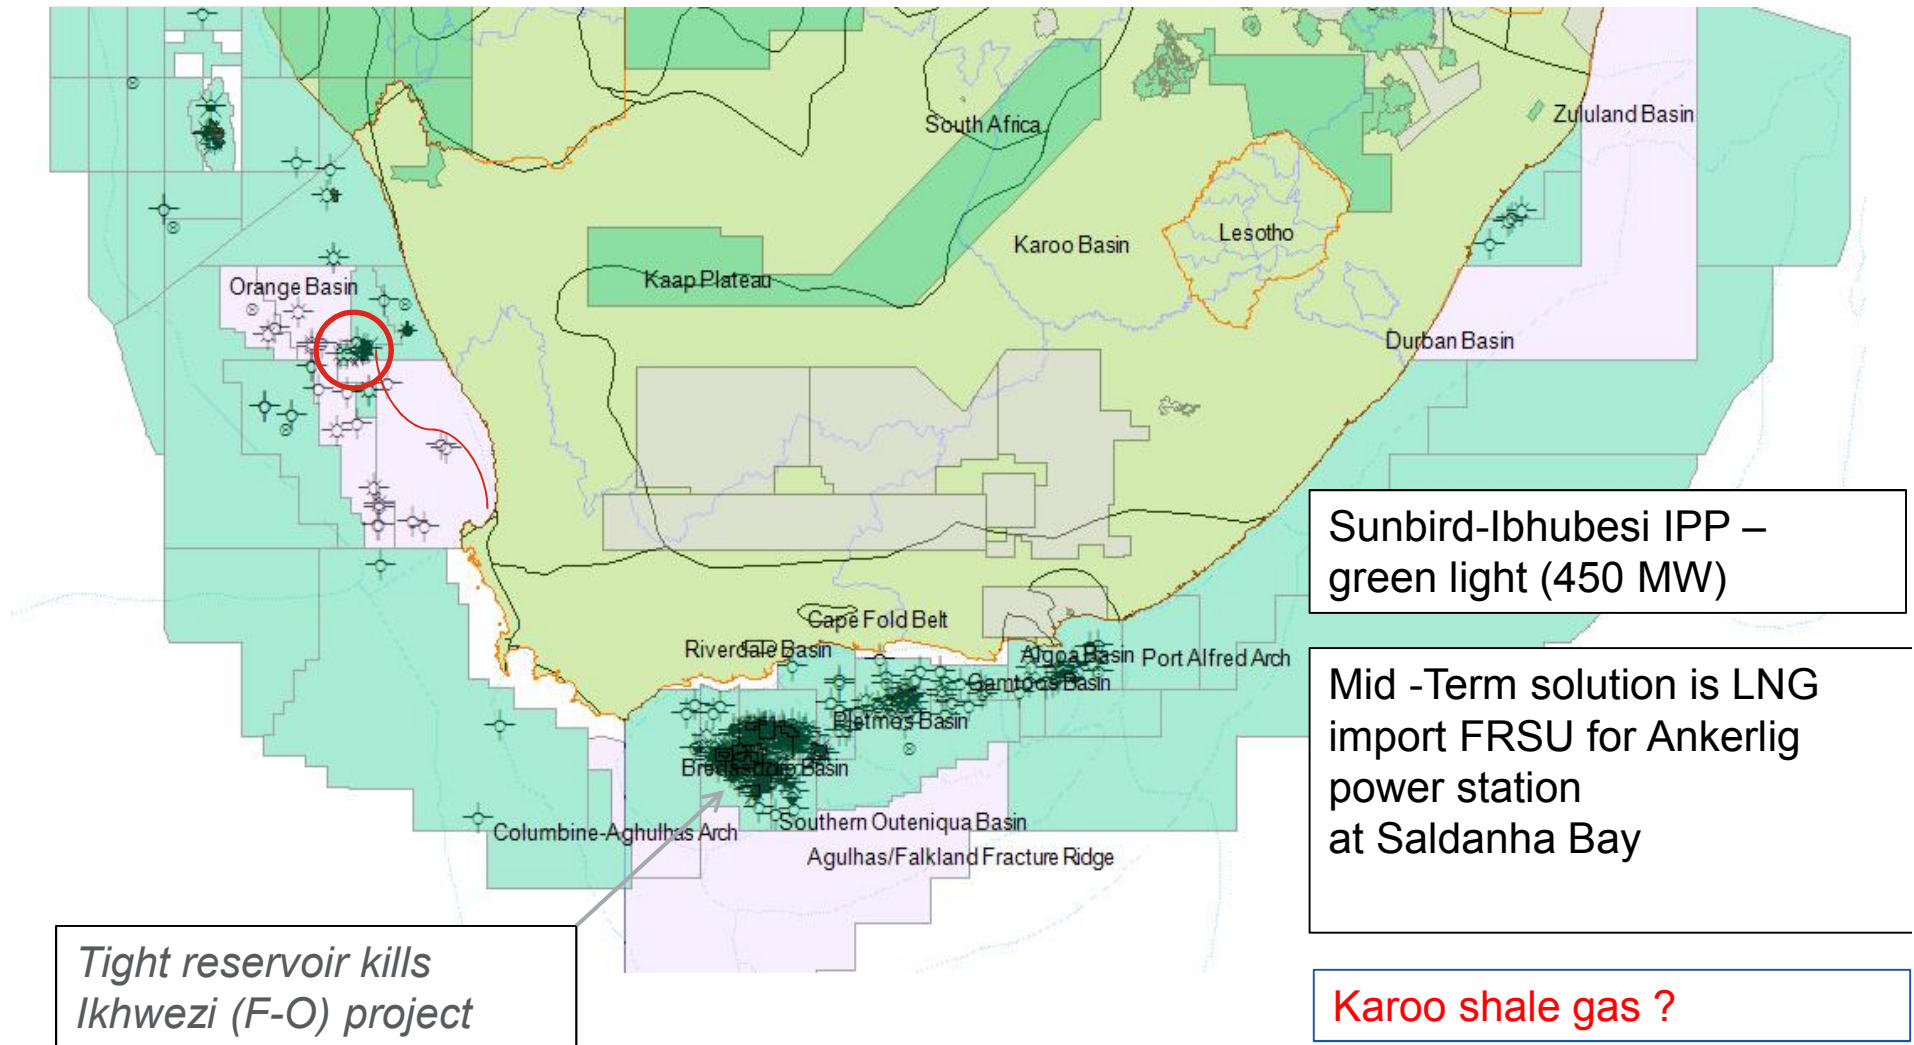 South Africa
Zululand Basin
Lesotho
Karoo Basin
Kaap Plateau
Orange Basin
Durban Basin
Cape Fold Belt
Riverdale Basin
Algoa Basin
Port Alfred Arch
Gamtoos Basin
Pletmos Basin
Bredasdorp Basin
Southern Outeniqua Basin
Columbine-Aghulhas Arch
Agulhas/Falkland Fracture Ridge
Sunbird-Ibhubesi IPP –
green light (450 MW)
Mid -Term solution is LNG
import FRSU for Ankerlig
power station
at Saldanha Bay
Tight reservoir kills
Ikhwezi (F-O) project
Karoo shale gas ?